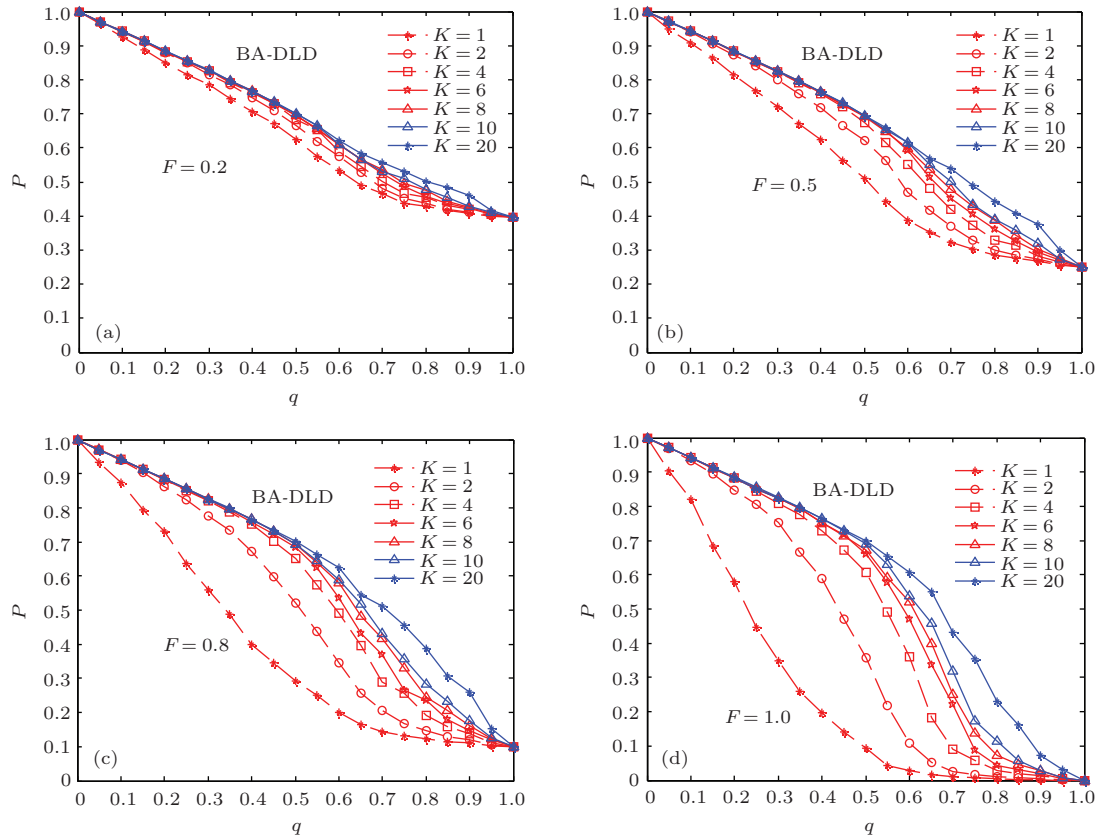 1.0
0.9
0.8
0.7
0.6
0.5
0.4
0.3
0.2
0.1
0
P
BA-DLD
K = 1
K = 2
K = 4
K = 6
K = 8
K = 10
K = 20
F = 0.2
(a)
0 0.1 0.2 0.3 0.4 0.5 0.6 0.7 0.8 0.9 1.0
q
1.0
0.9
0.8
0.7
0.6
0.5
0.4
0.3
0.2
0.1
0
P
BA-DLD
K = 1
K = 2
K = 4
K = 6
K = 8
K = 10
K = 20
F = 0.5
(b)
0 0.1 0.2 0.3 0.4 0.5 0.6 0.7 0.8 0.9 1.0
q
1.0
0.9
0.8
0.7
0.6
0.5
0.4
0.3
0.2
0.1
0
P
BA-DLD
K = 1
K = 2
K = 4
K = 6
K = 8
K = 10
K = 20
F = 0.8
(c)
0 0.1 0.2 0.3 0.4 0.5 0.6 0.7 0.8 0.9 1.0
q
1.0
0.9
0.8
0.7
0.6
0.5
0.4
0.3
0.2
0.1
0
P
BA-DLD
K = 1
K = 2
K = 4
K = 6
K = 8
K = 10
K = 20
F = 1.0
(d)
0 0.1 0.2 0.3 0.4 0.5 0.6 0.7 0.8 0.9 1.0
q